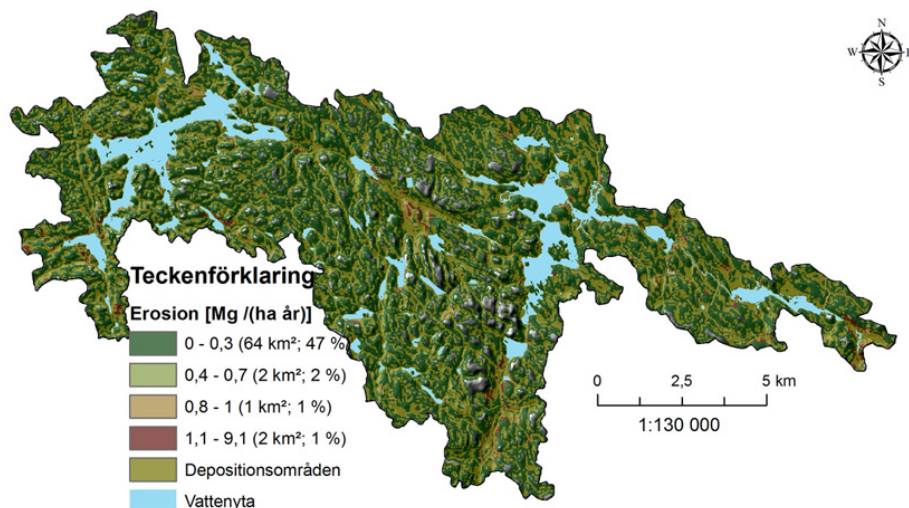 N
W E
S
Teckenförklaring
Erosion [Mg /(ha år)]
0 - 0,3 (64 km²; 47 %)
0,4 - 0,7 (2 km²; 2 %)
0,8 - 1 (1 km²; 1 %)
1,1 - 9,1 (2 km²; 1 %)
Depositionsområden
Vattenyta
0 2,5 5 km
1:130 000